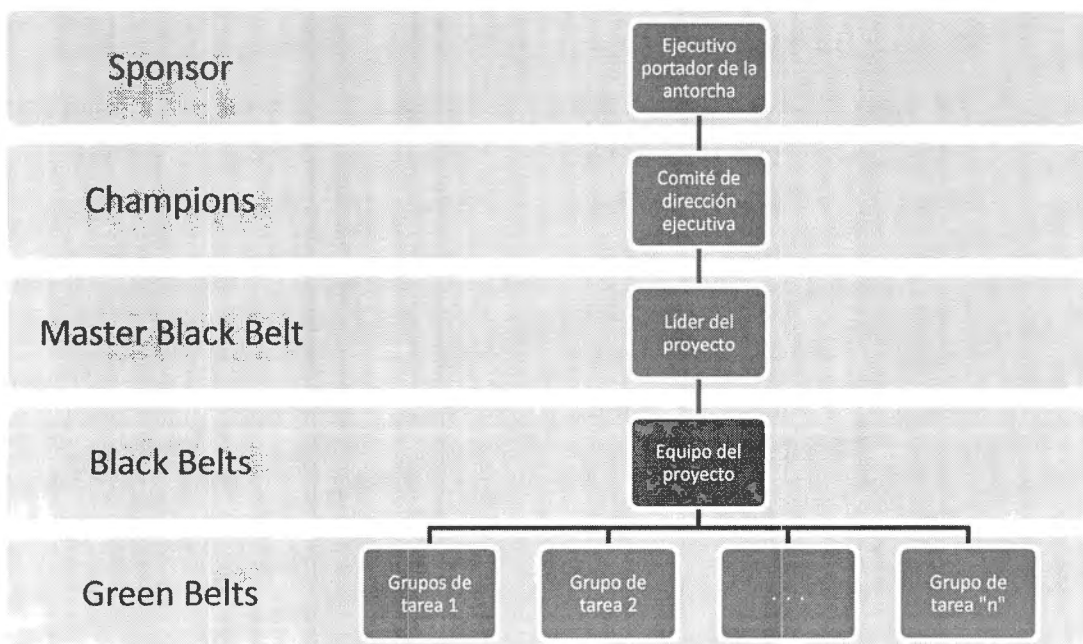 Sponsor
Ejecutivo
portador de la
antorcha
Champions
Comité de
dirección
ejecutiva
Master Black Belt
Líder del
proyecto
Black Belts
Equipo del
proyecto
Green Belts
Grupos de
tarea 1
Grupo de
tarea 2
. . .
Grupo de
tarea "n"